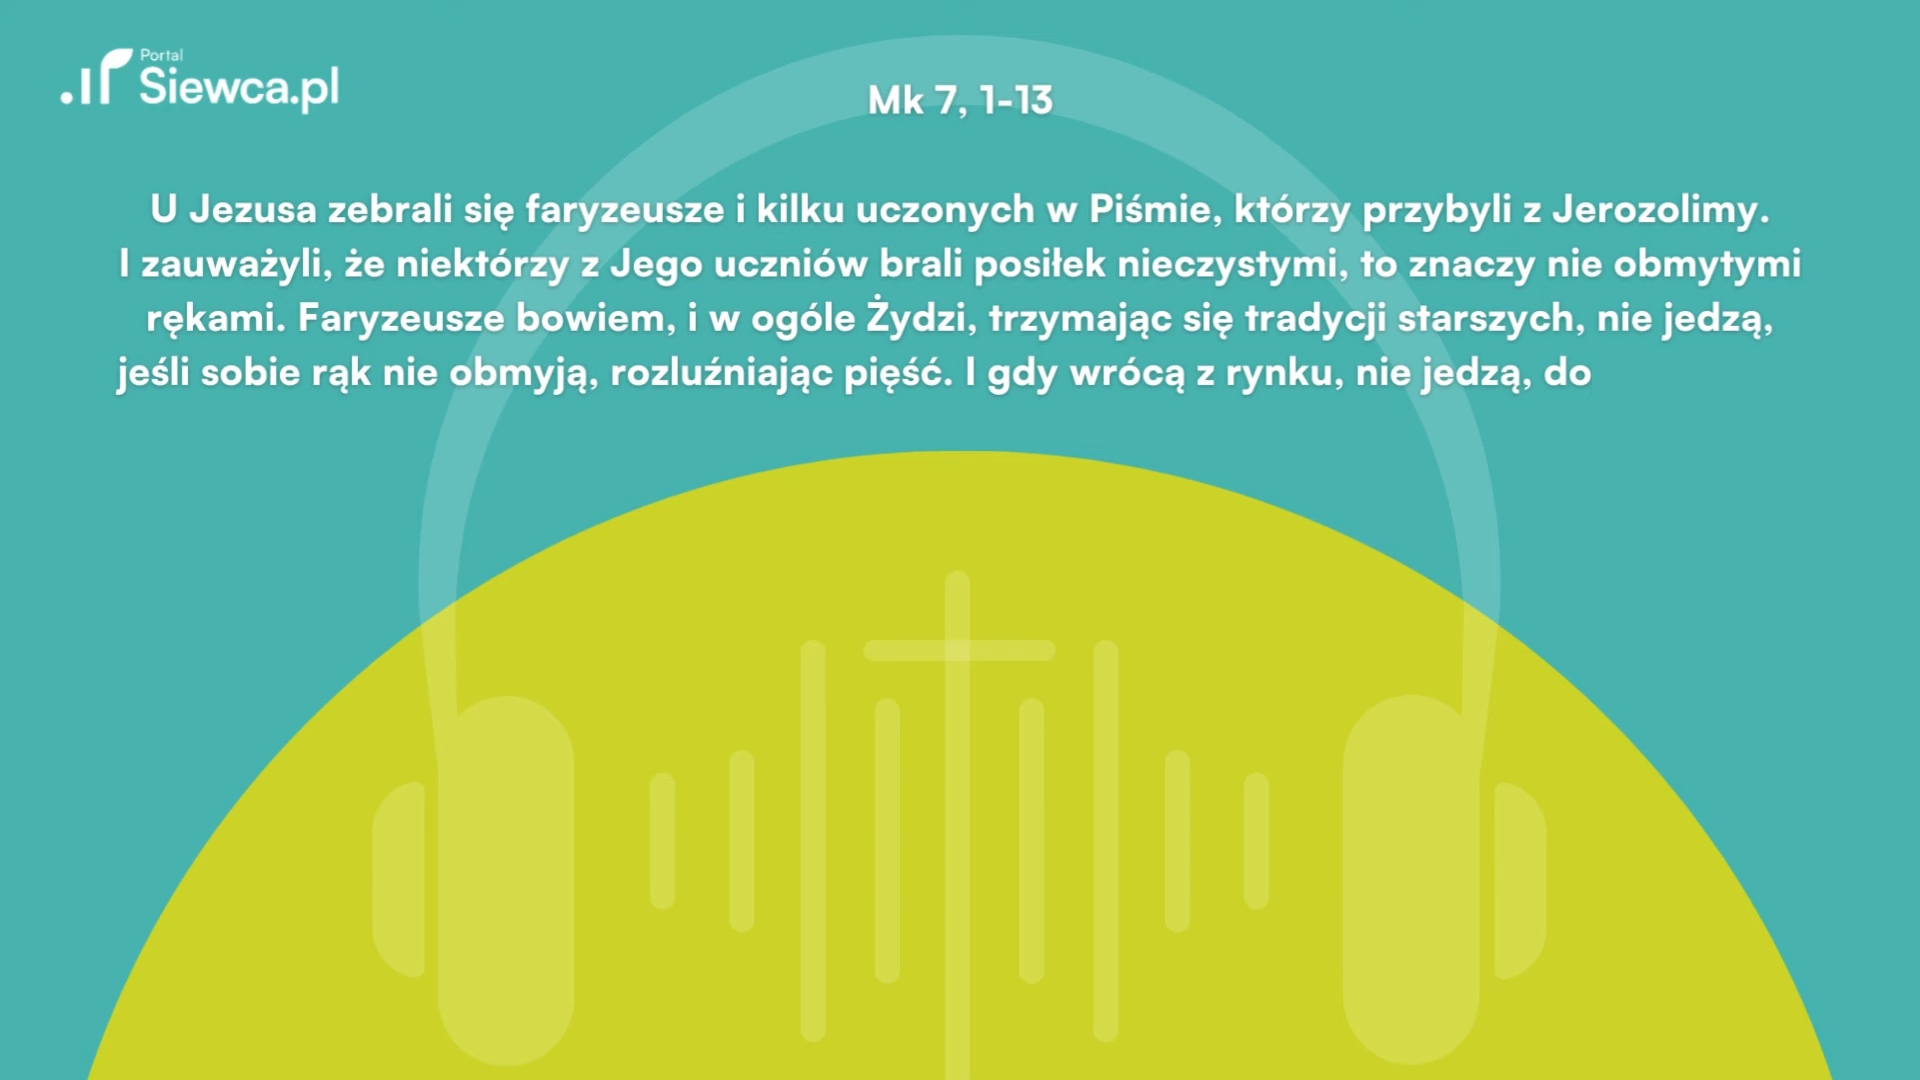 Portal
Siewca.pl
Mk 7, 1-13
U Jezusa zebrali się faryzeusze i kilku uczonych w Piśmie, którzy przybyli z Jerozolimy.
I zauważyli, że niektórzy z Jego uczniów brali posiłek nieczystymi, to znaczy nie obmytymi
rękami. Faryzeusze bowiem, i w ogóle Żydzi, trzymając się tradycji starszych, nie jedzą,
jeśli sobie rąk nie obmyją, rozluźniając pięść. I gdy wrócą z rynku, nie jedzą, do